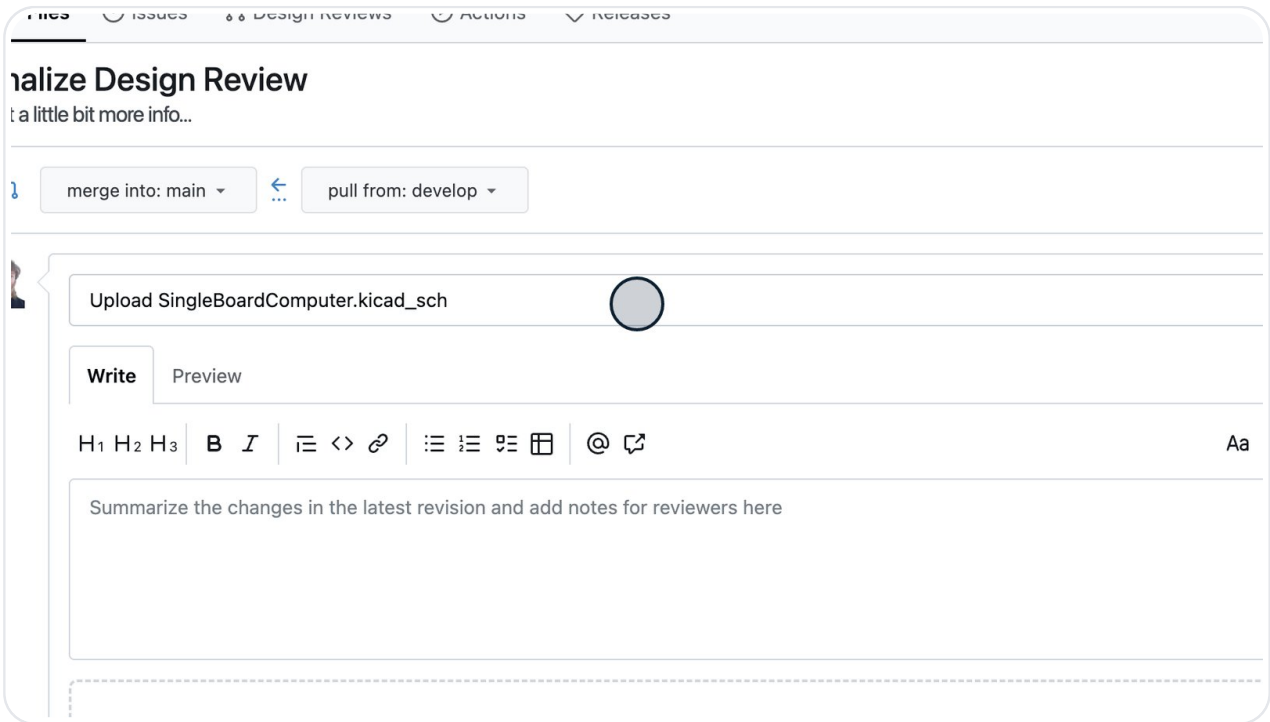 Files Issues Design Reviews Actions Releases
nalize Design Review
t a little bit more info...
merge into: main pull from: develop
Upload SingleBoardComputer.kicad_sch
Write Preview
H1 H2 H3 B I @ Aa
Summarize the changes in the latest revision and add notes for reviewers here